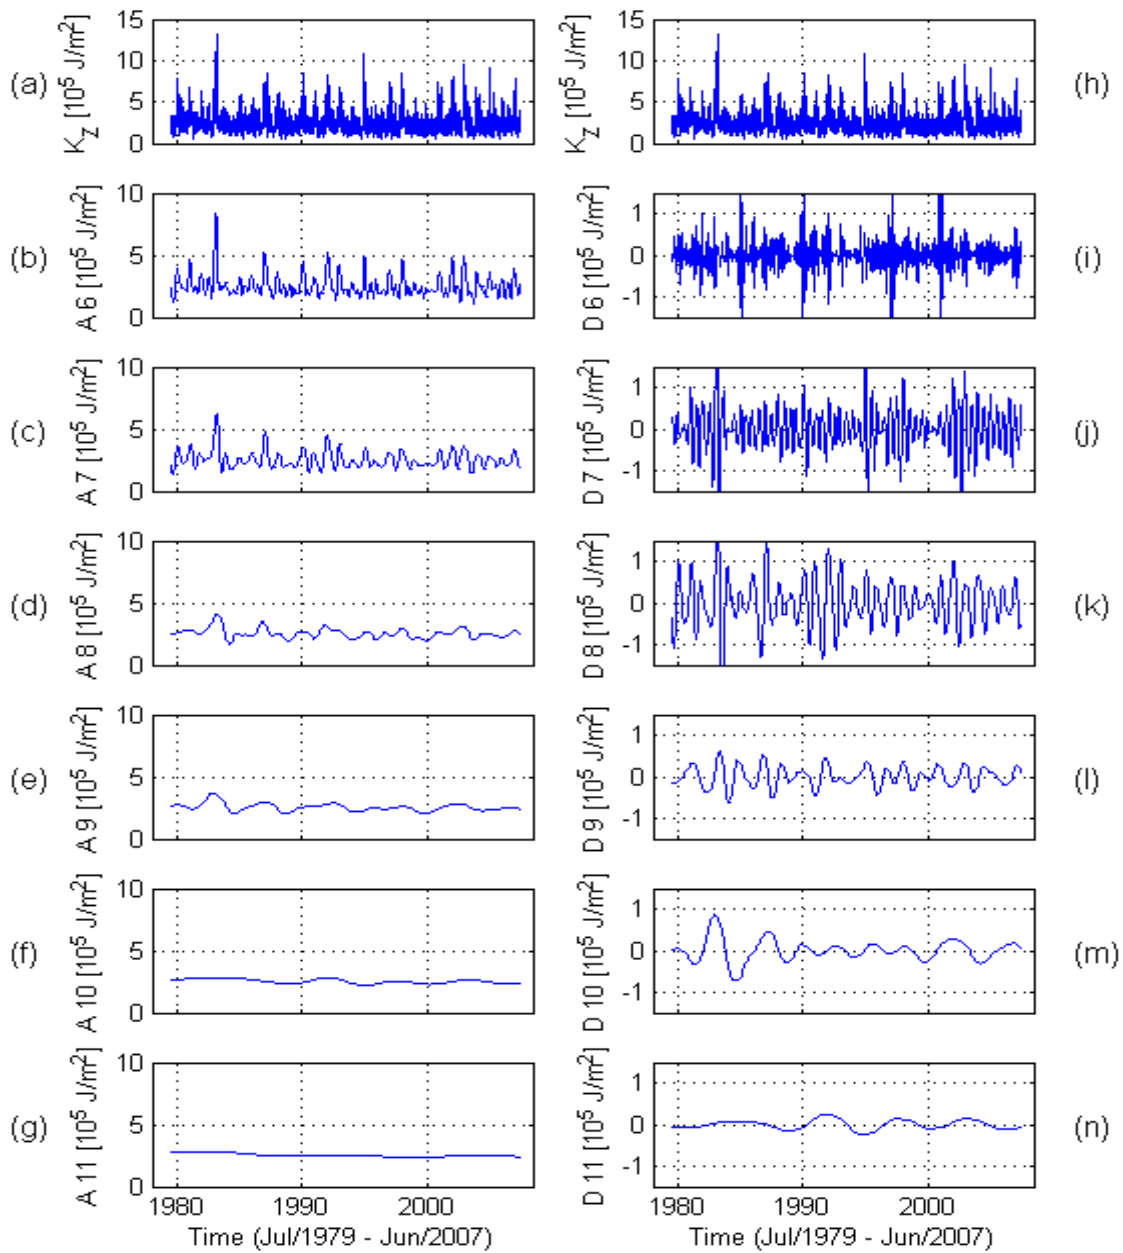 (a)
K_Z [10^5 J/m^2]
15
10
5
0
K_Z [10^5 J/m^2]
15
10
5
0
(h)
(b)
A 6 [10^5 J/m^2]
10
5
0
D 6 [10^5 J/m^2]
1
0
-1
(i)
(c)
A 7 [10^5 J/m^2]
10
5
0
D 7 [10^5 J/m^2]
1
0
-1
(j)
(d)
A 8 [10^5 J/m^2]
10
5
0
D 8 [10^5 J/m^2]
1
0
-1
(k)
(e)
A 9 [10^5 J/m^2]
10
5
0
D 9 [10^5 J/m^2]
1
0
-1
(l)
(f)
A 10 [10^5 J/m^2]
10
5
0
D 10 [10^5 J/m^2]
1
0
-1
(m)
(g)
A 11 [10^5 J/m^2]
10
5
0
D 11 [10^5 J/m^2]
1
0
-1
(n)
1980 1990 2000
1980 1990 2000
Time (Jul/1979 - Jun/2007)
Time (Jul/1979 - Jun/2007)